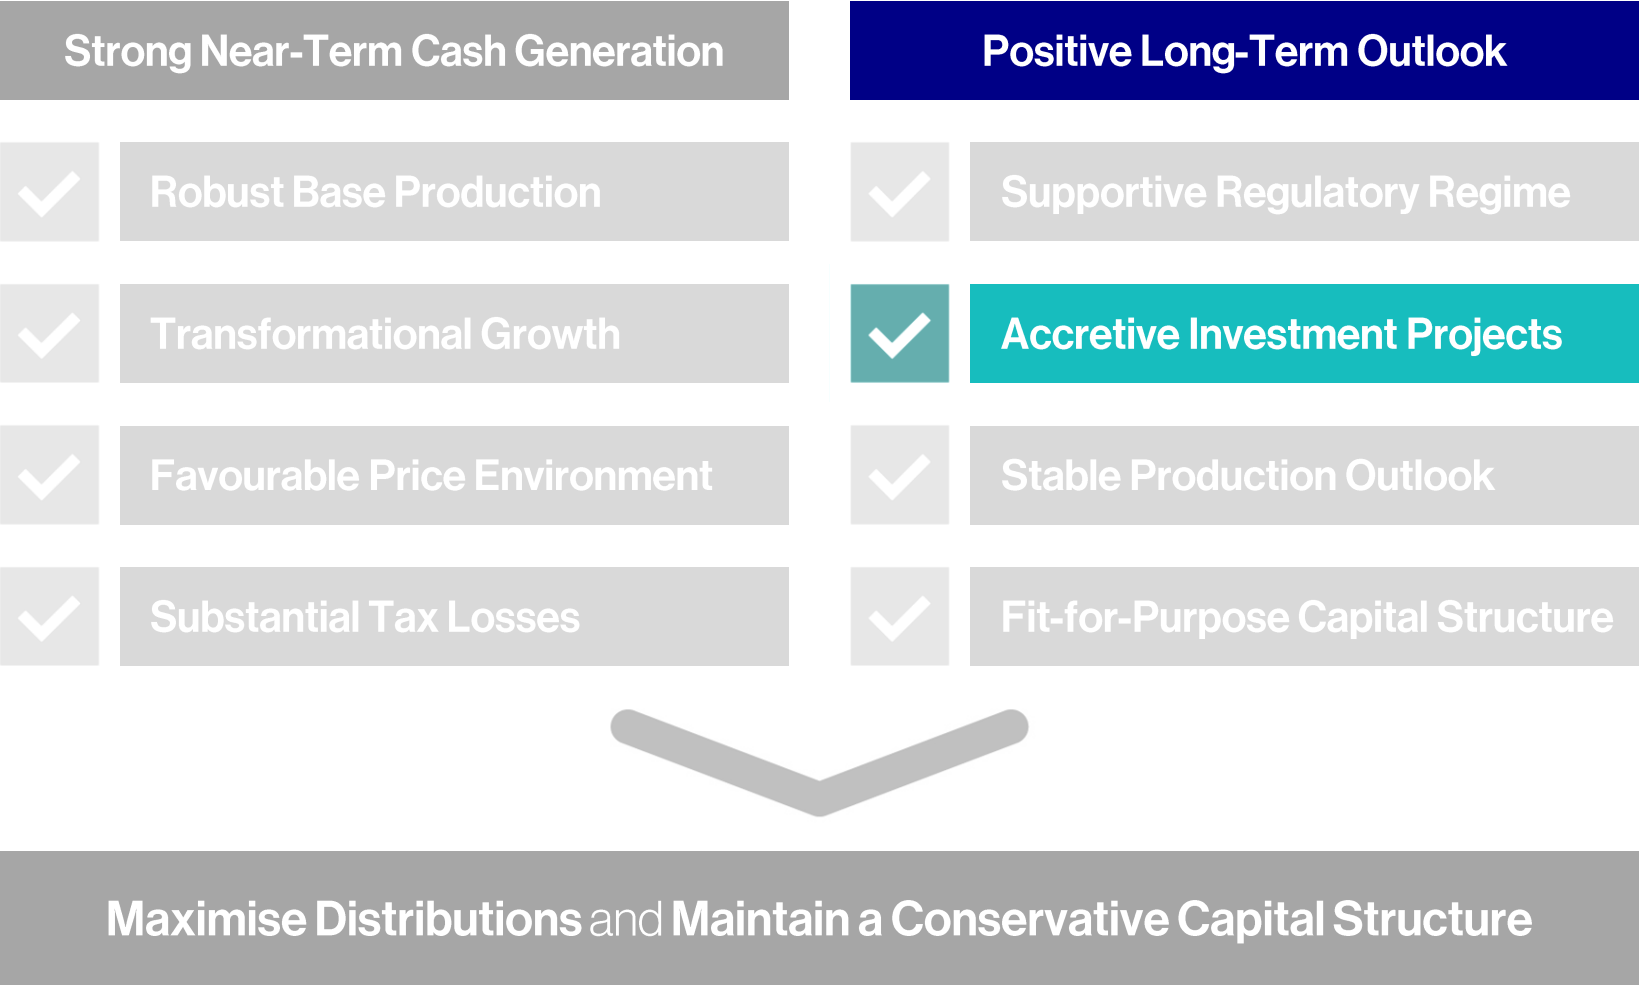 Strong Near-Term Cash Generation
Robust Base Production
Transformational Growth
Favourable Price Environment
Substantial Tax Losses
Positive Long-Term Outlook
Supportive Regulatory Regime
Accretive Investment Projects
Stable Production Outlook
Fit-for-Purpose Capital Structure
Maximise Distributions and Maintain a Conservative Capital Structure